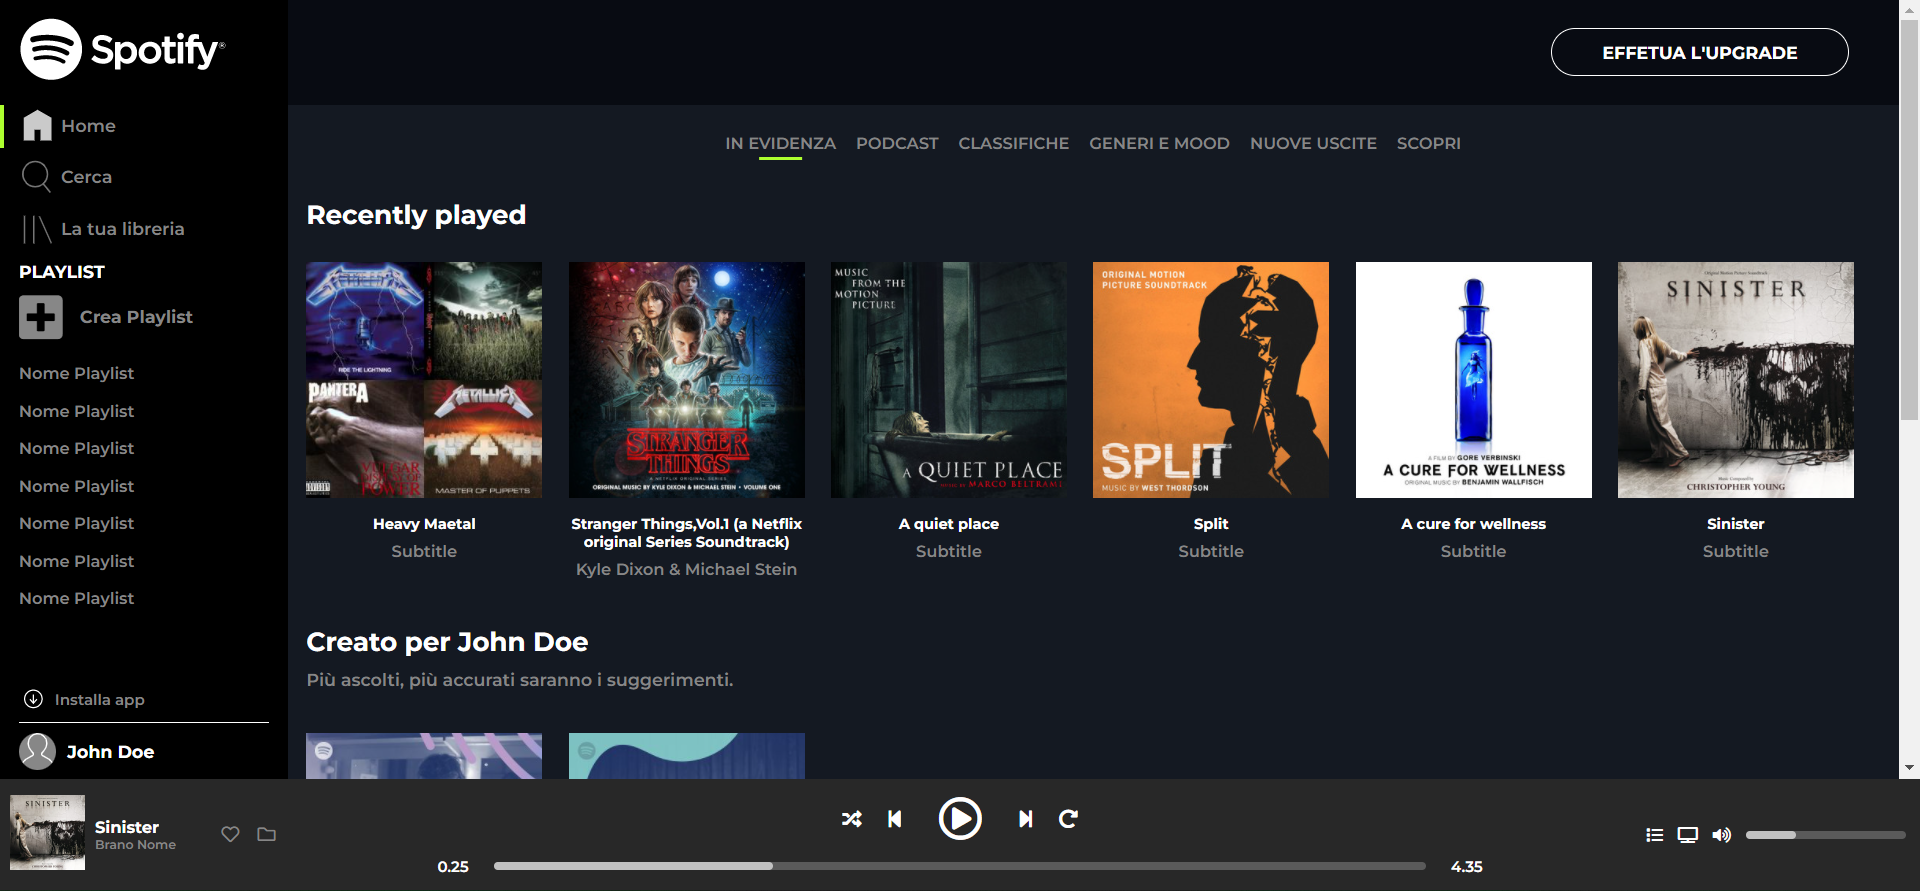 Spotify®
Home
Cerca
La tua libreria
PLAYLIST
Crea Playlist
Nome Playlist
Nome Playlist
Nome Playlist
Nome Playlist
Nome Playlist
Nome Playlist
Nome Playlist
Installa app
John Doe
EFFETUA L'UPGRADE
IN EVIDENZA PODCAST CLASSIFICHE GENERI E MOOD NUOVE USCITE SCOPRI
Recently played
METALLICA
RIDE THE LIGHTNING
PANTERA
VULGAR
DISPLAY OF
POWER
METALLICA
MASTER OF PUPPETS
STRANGER
THINGS
A NETFLIX ORIGINAL SERIES
ORIGINAL MUSIC BY KYLE DIXON & MICHAEL STEIN • VOLUME ONE
MUSIC
FROM THE
MOTION
PICTURE
A QUIET PLACE
MUSIC BY MARCO BELTRAMI
ORIGINAL MOTION
PICTURE SOUNDTRACK
SPLIT
MUSIC BY WEST THORDSON
A FILM BY GORE VERBINSKI
A CURE FOR WELLNESS
ORIGINAL MUSIC BY BENJAMIN WALLFISCH
Original Motion Picture Soundtrack
SINISTER
Music Composed by
CHRISTOPHER YOUNG
Heavy Maetal
Subtitle
Stranger Things,Vol.1 (a Netflix
original Series Soundtrack)
Kyle Dixon & Michael Stein
A quiet place
Subtitle
Split
Subtitle
A cure for wellness
Subtitle
Sinister
Subtitle
Creato per John Doe
Più ascolti, più accurati saranno i suggerimenti.
SINISTER
Sinister
Brano Nome
0.25
4.35